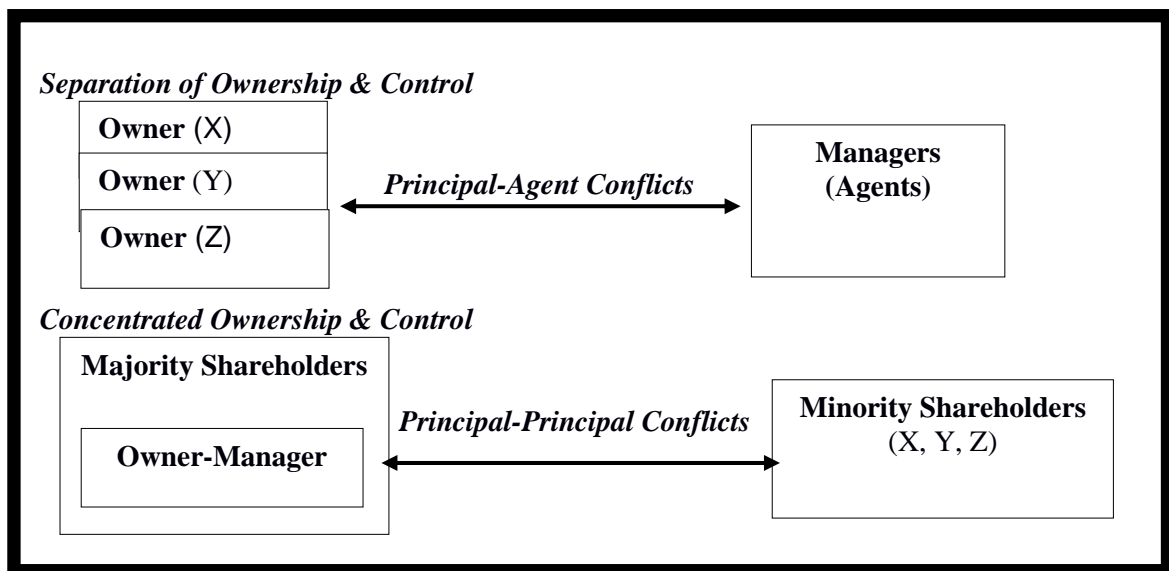 Separation of Ownership & Control
Owner (X)
Owner (Y)
Owner (Z)
Principal-Agent Conflicts
Managers
(Agents)
Concentrated Ownership & Control
Majority Shareholders
Owner-Manager
Principal-Principal Conflicts
Minority Shareholders
(X, Y, Z)